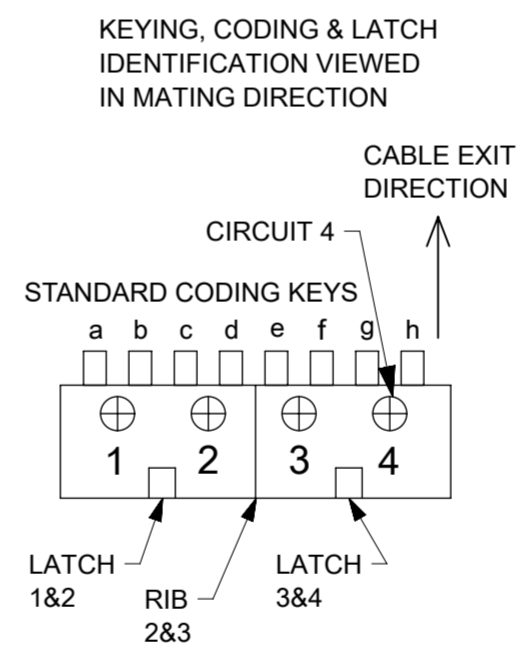 KEYING, CODING & LATCH
IDENTIFICATION VIEWED
IN MATING DIRECTION
CABLE EXIT
DIRECTION
CIRCUIT 4
STANDARD CODING KEYS
a b c d e f g h
1 2 3 4
LATCH
1&2
RIB
2&3
LATCH
3&4